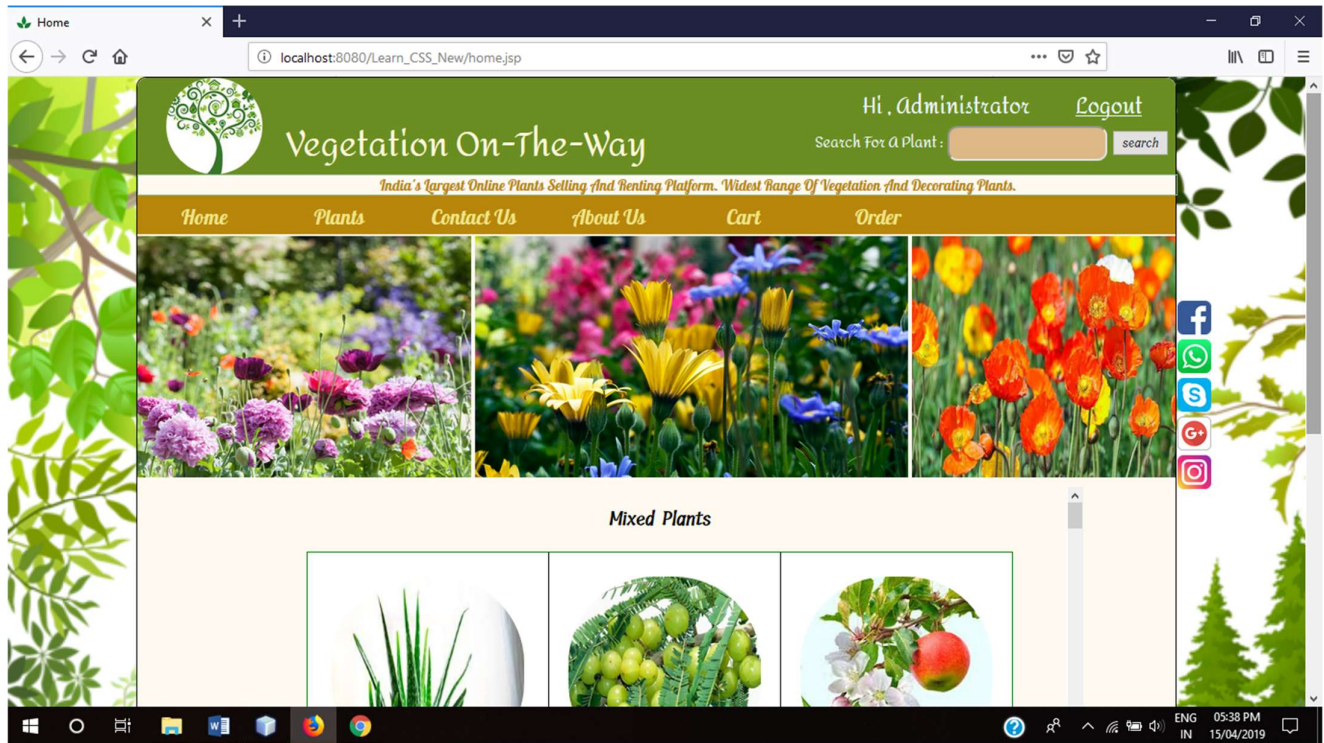 Home
localhost:8080/Learn_CSS_New/home.jsp
Hi , Administrator Logout
Vegetation On-The-Way
Search For A Plant : search
India's Largest Online Plants Selling And Renting Platform. Widest Range Of Vegetation And Decorating Plants.
Home Plants Contact Us About Us Cart Order
Mixed Plants
ENG 05:38 PM
IN 15/04/2019